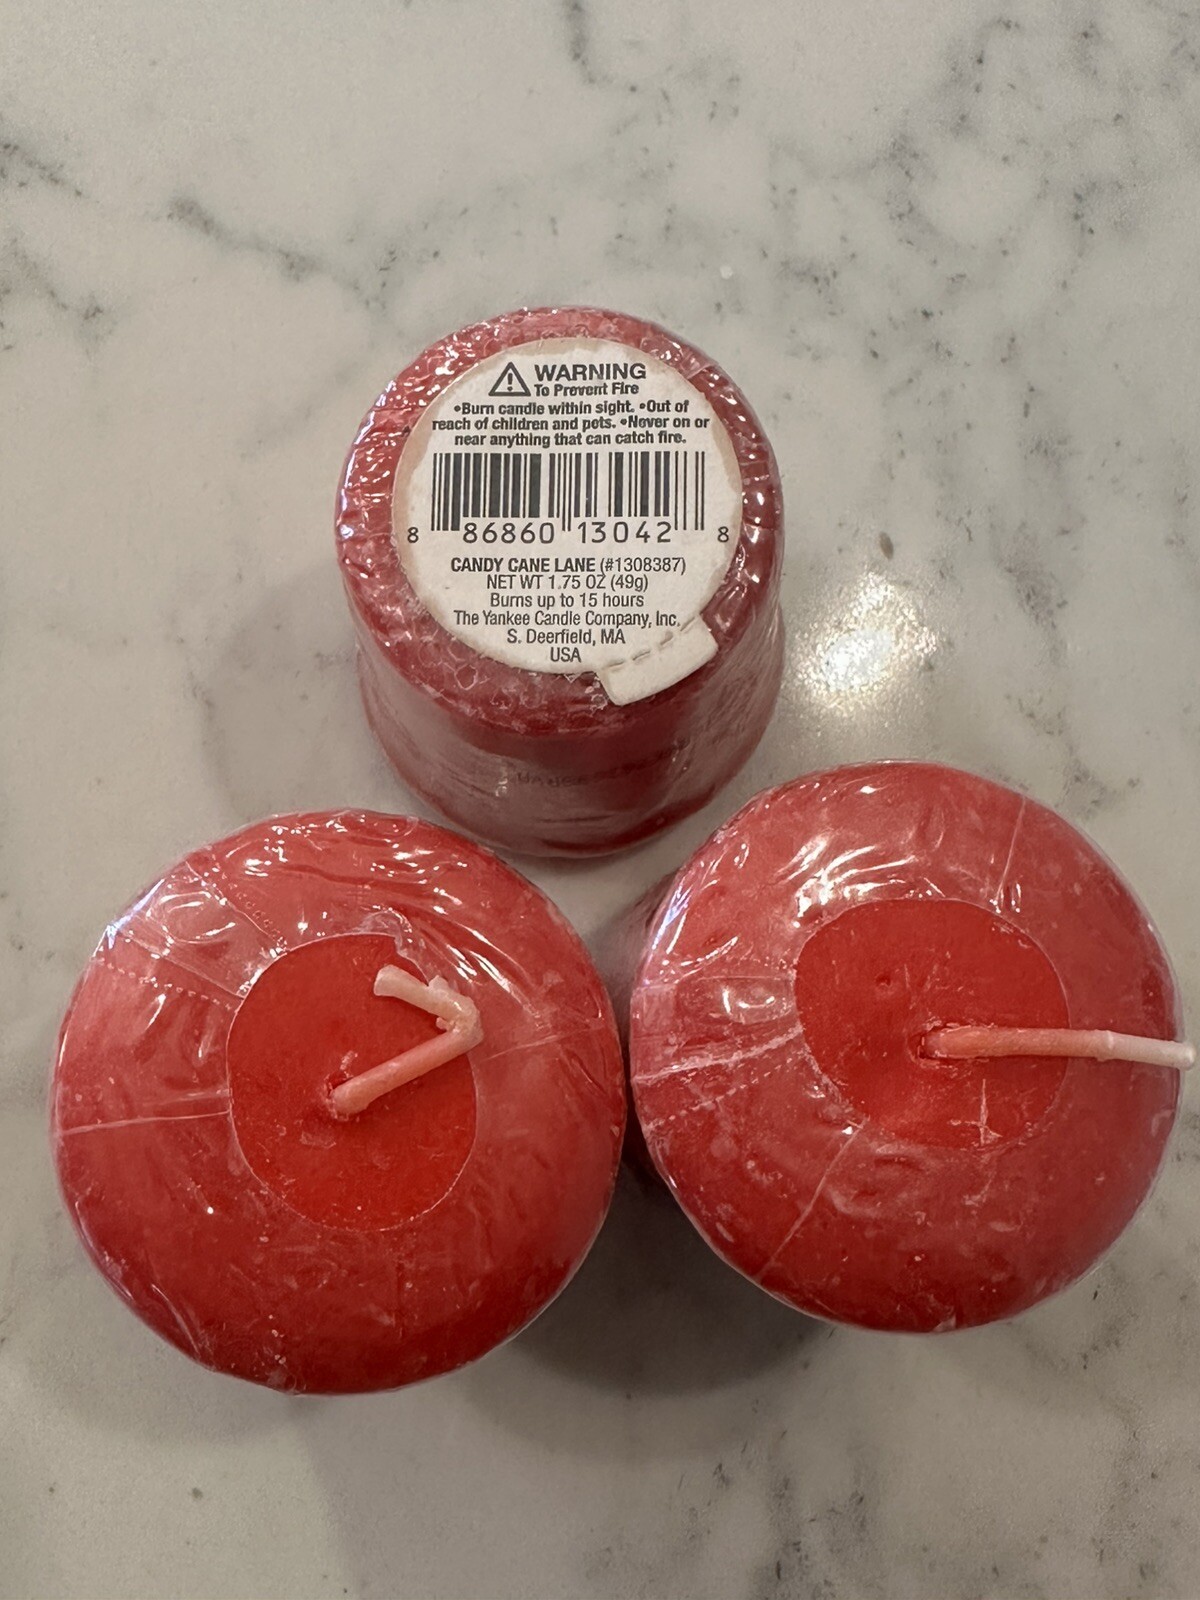 WARNING
To Prevent Fire
•Burn candle within sight. •Out of
reach of children and pets. •Never on or
near anything that can catch fire.
8 86860 13042 8
CANDY CANE LANE (#1308387)
NET WT 1.75 OZ (49g)
Burns up to 15 hours
The Yankee Candle Company, Inc.
S. Deerfield, MA
USA